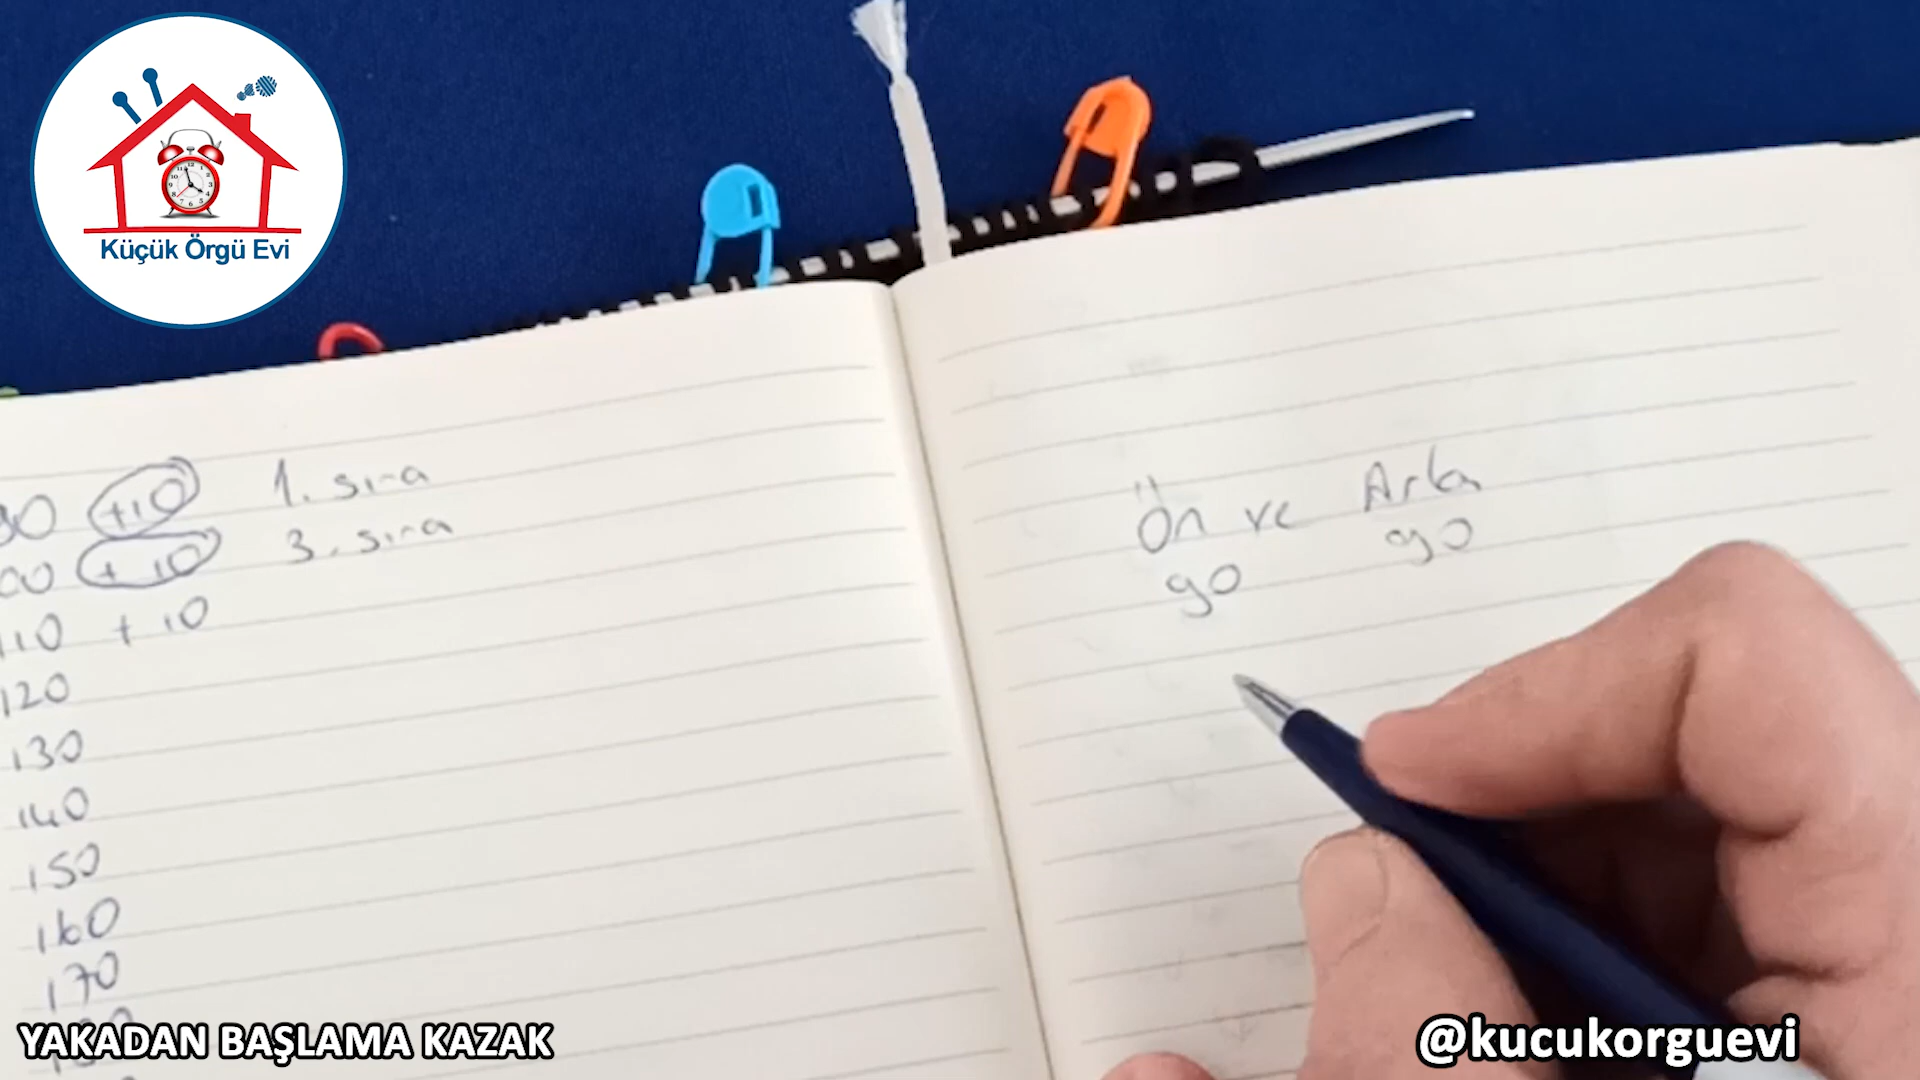 Küçük Örgü Evi
90 +10 1. sıra
100 +10 3. sıra
110 +10
120
130
140
150
160
170
Ön ve Arka
90 90
YAKADAN BAŞLAMA KAZAK
@kucukorguevi